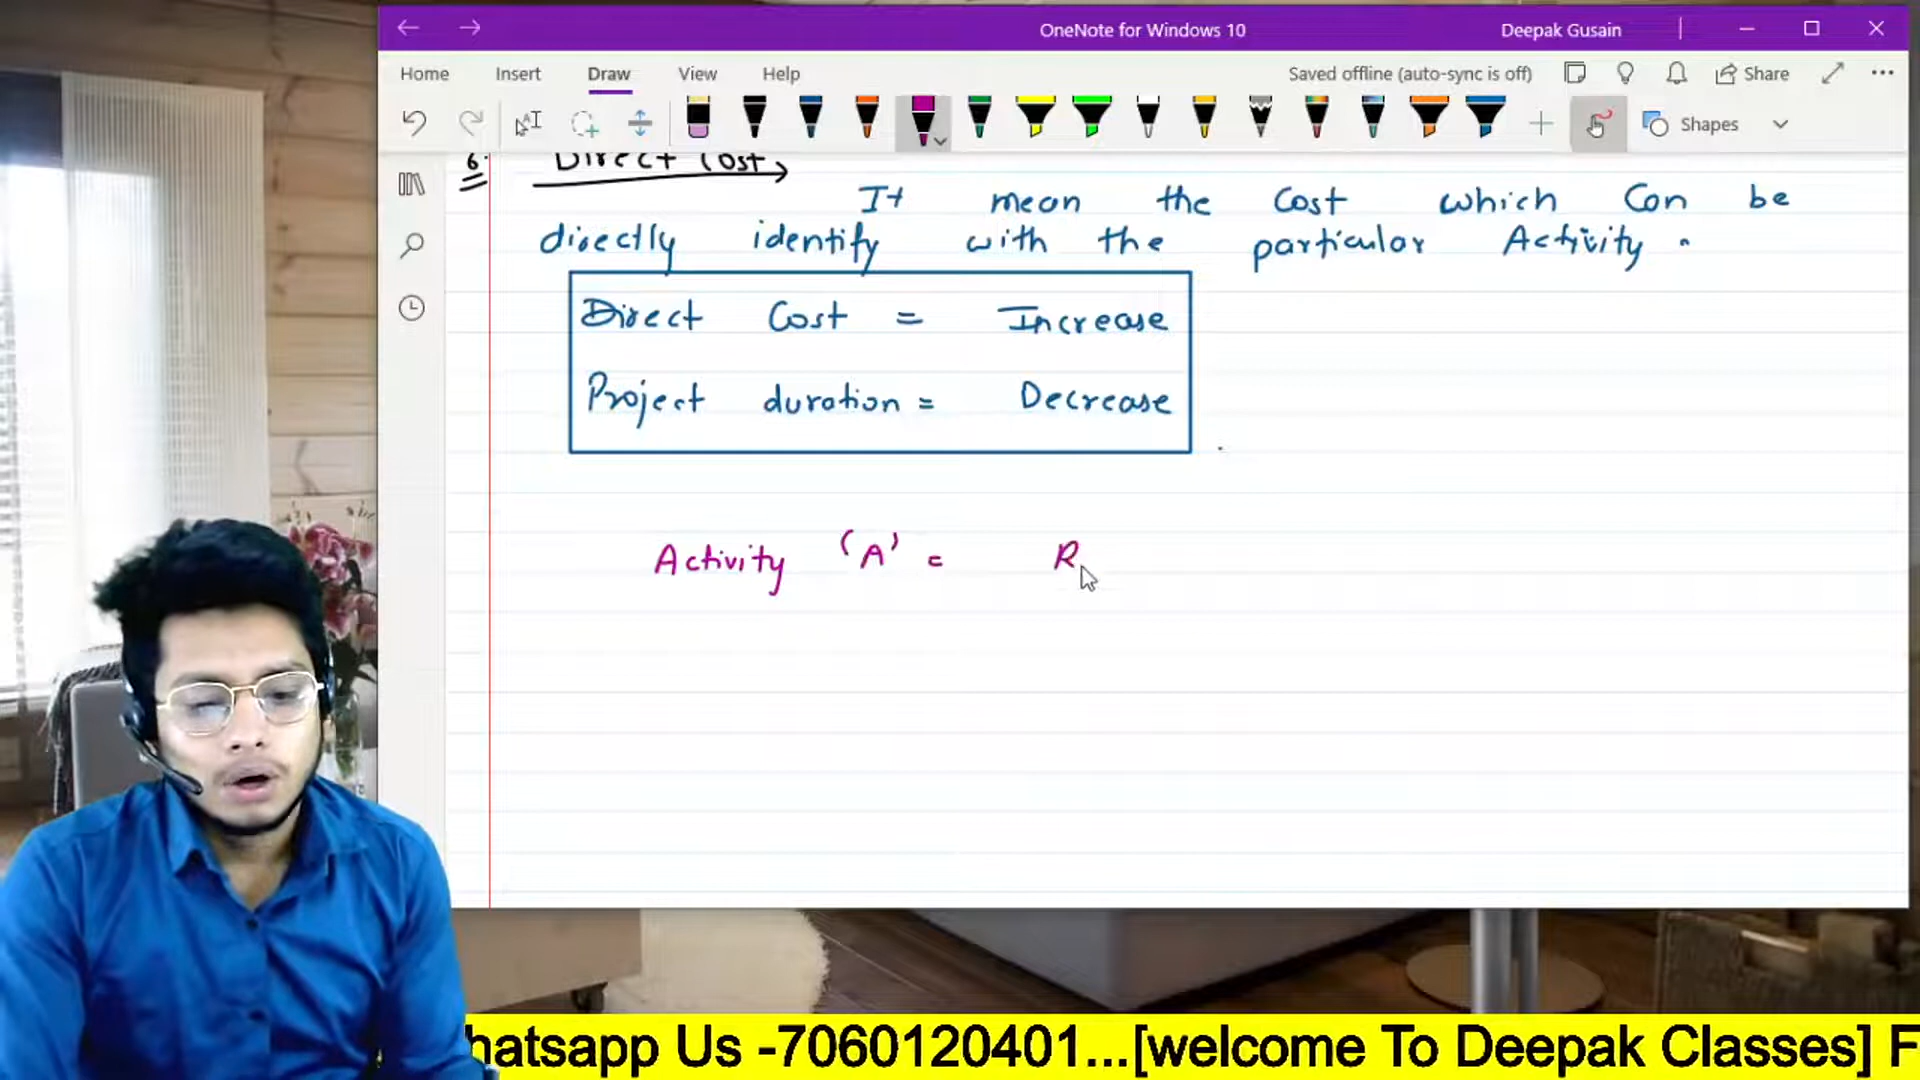 OneNote for Windows 10
Deepak Gusain
Home Insert Draw View Help
Saved offline (auto-sync is off)
Share
Shapes
6. Direct Cost
It mean the Cost which Can be
directly identify with the particular Activity.
Direct Cost = Increase
Project duration = Decrease
Activity 'A' = R
hatsapp Us -7060120401...[welcome To Deepak Classes] F